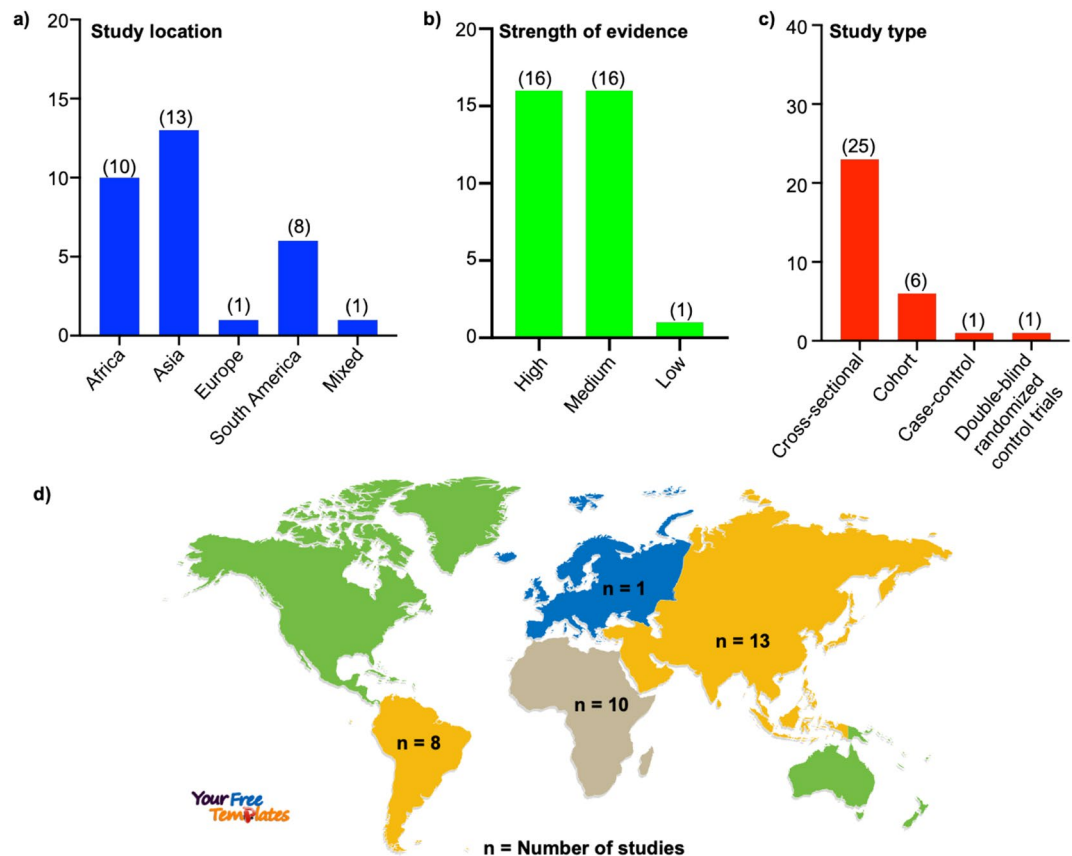 a)
Study location
20
15
10
5
0
(10)
(13)
(1)
(8)
(1)
Africa
Asia
Europe
South America
Mixed
b)
Strength of evidence
20
15
10
5
0
(16)
(16)
(1)
High
Medium
Low
c)
Study type
40
30
20
10
0
(25)
(6)
(1)
(1)
Cross-sectional
Cohort
Case-control
Double-blind
randomized
control trials
d)
n = 1
n = 13
n = 10
n = 8
Your Free
Templates
n = Number of studies